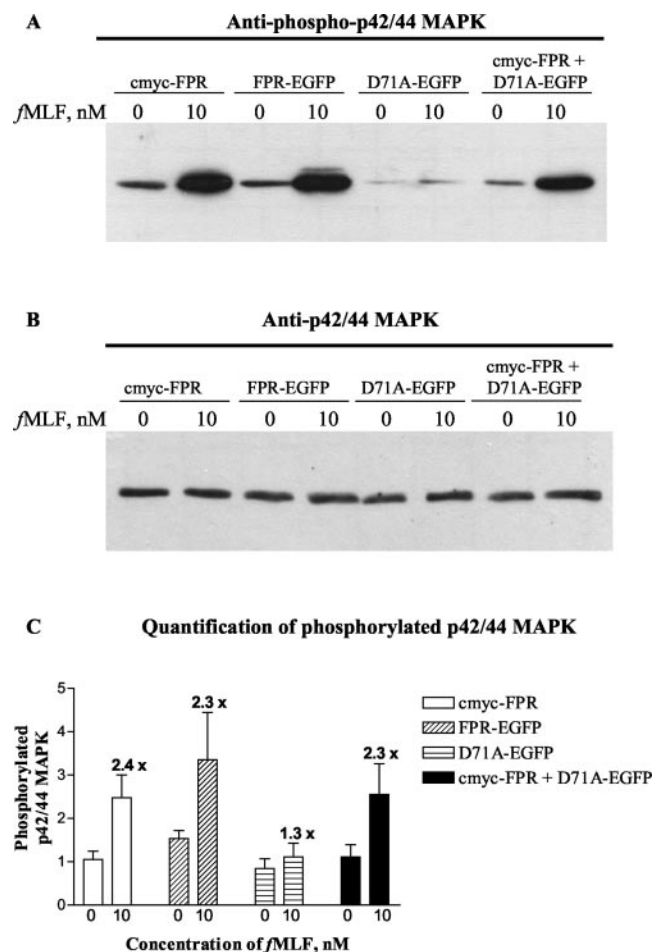 A
Anti-phospho-p42/44 MAPK
cmyc-FPR FPR-EGFP D71A-EGFP cmyc-FPR +
D71A-EGFP
fMLF, nM 0 10 0 10 0 10 0 10
B
Anti-p42/44 MAPK
cmyc-FPR FPR-EGFP D71A-EGFP cmyc-FPR +
D71A-EGFP
fMLF, nM 0 10 0 10 0 10 0 10
C
Quantification of phosphorylated p42/44 MAPK
Phosphorylated
p42/44 MAPK
5
4
3
2
1
0
2.4 x
2.3 x
1.3 x
2.3 x
0 10 0 10 0 10 0 10
Concentration of fMLF, nM
cmyc-FPR
FPR-EGFP
D71A-EGFP
cmyc-FPR + D71A-EGFP